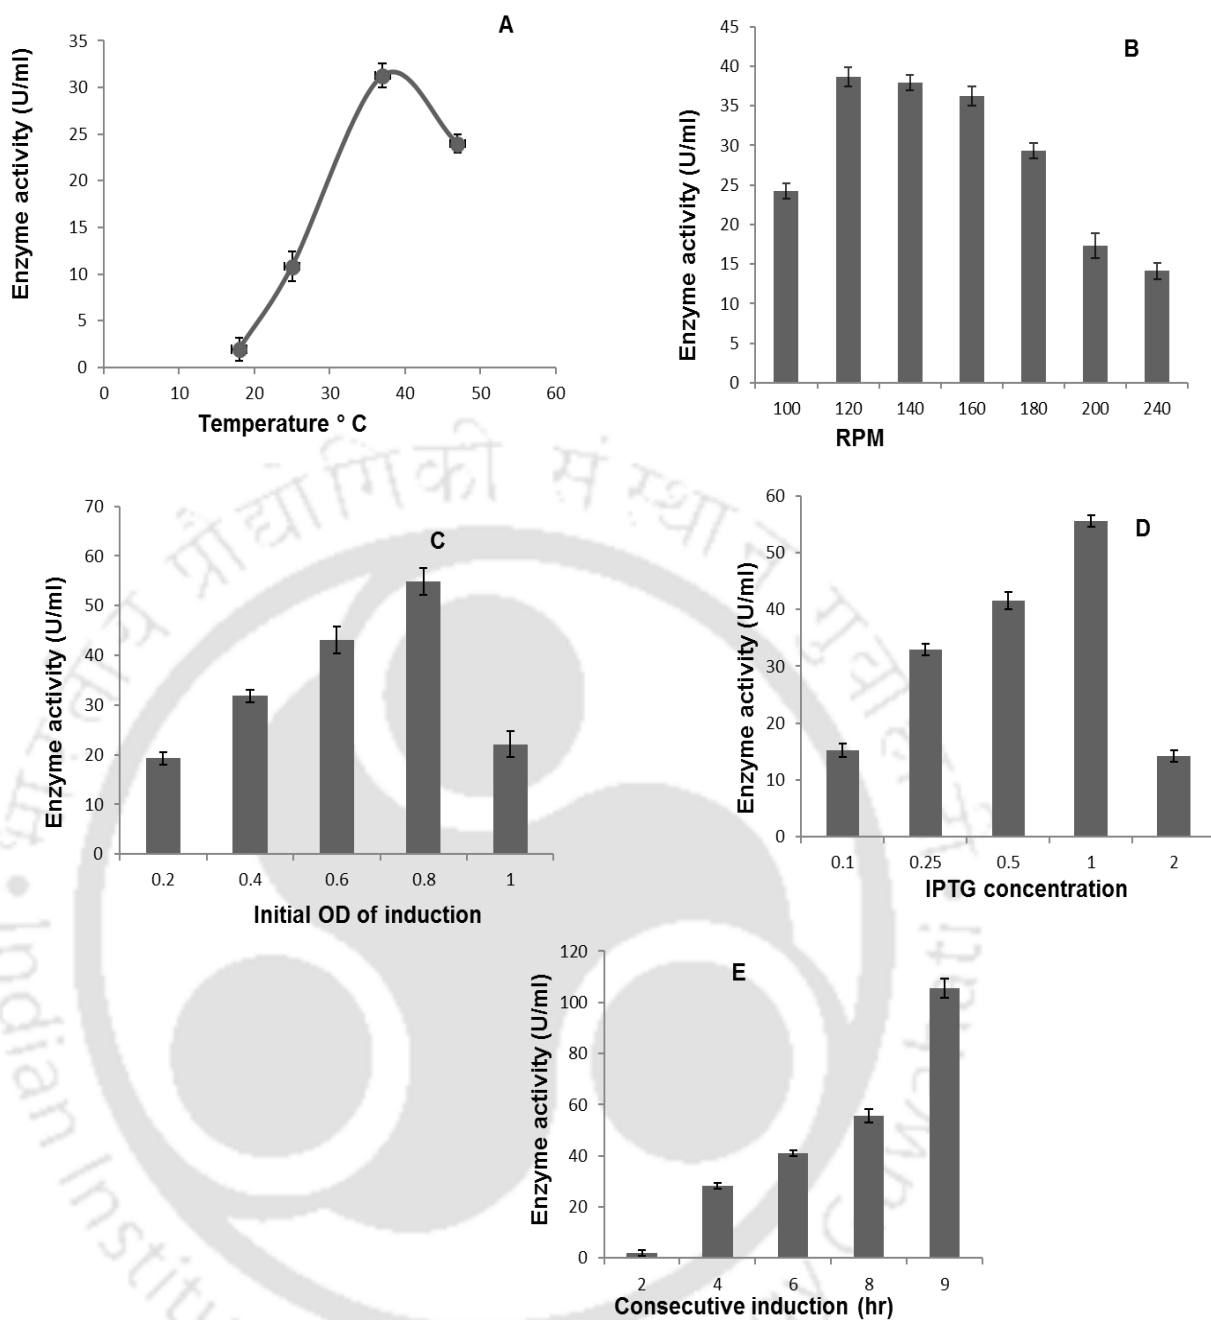 A
Enzyme activity (U/ml)
35
30
25
20
15
10
5
0
0 10 20 30 40 50 60
Temperature ° C
B
Enzyme activity (U/ml)
45
40
35
30
25
20
15
10
5
0
100 120 140 160 180 200 240
RPM
C
Enzyme activity (U/ml)
70
60
50
40
30
20
10
0
0.2 0.4 0.6 0.8 1
Initial OD of induction
D
Enzyme activity (U/ml)
60
50
40
30
20
10
0
0.1 0.25 0.5 1 2
IPTG concentration
E
Enzyme activity (U/ml)
120
100
80
60
40
20
0
2 4 6 8 9
Consecutive induction (hr)
प्रौद्योगिकी संस्थान गुवाहाटी
Indian Institu
Guwahati